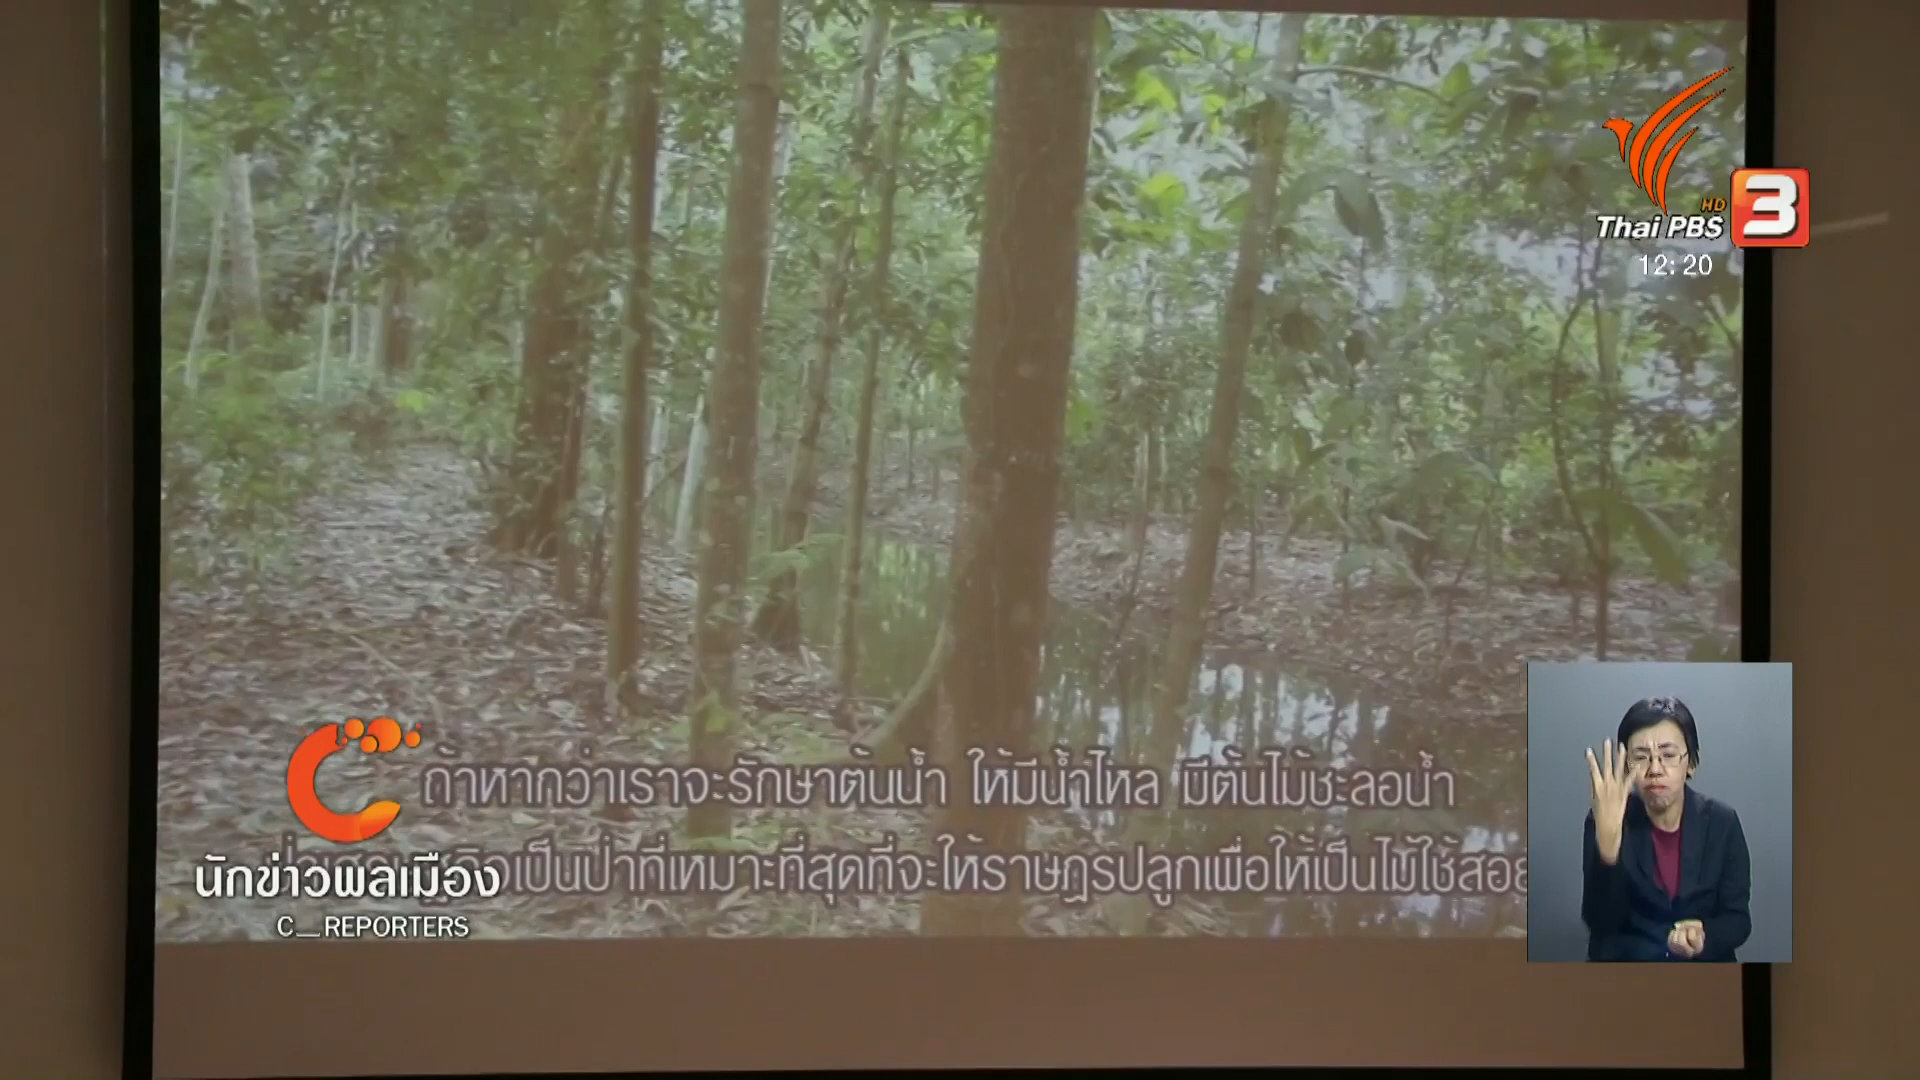 HD
Thai PBS 3
12:20
ถ้าหากว่าเราจะรักษาต้นน้ำ ให้มีน้ำไหล มีต้นไม้ชะลอน้ำ
เป็นป่าที่เหมาะที่สุดที่จะให้ราษฎรปลูกเพื่อให้เป็นไม้ใช้สอย
นักข่าวพลเมือง
C_REPORTERS